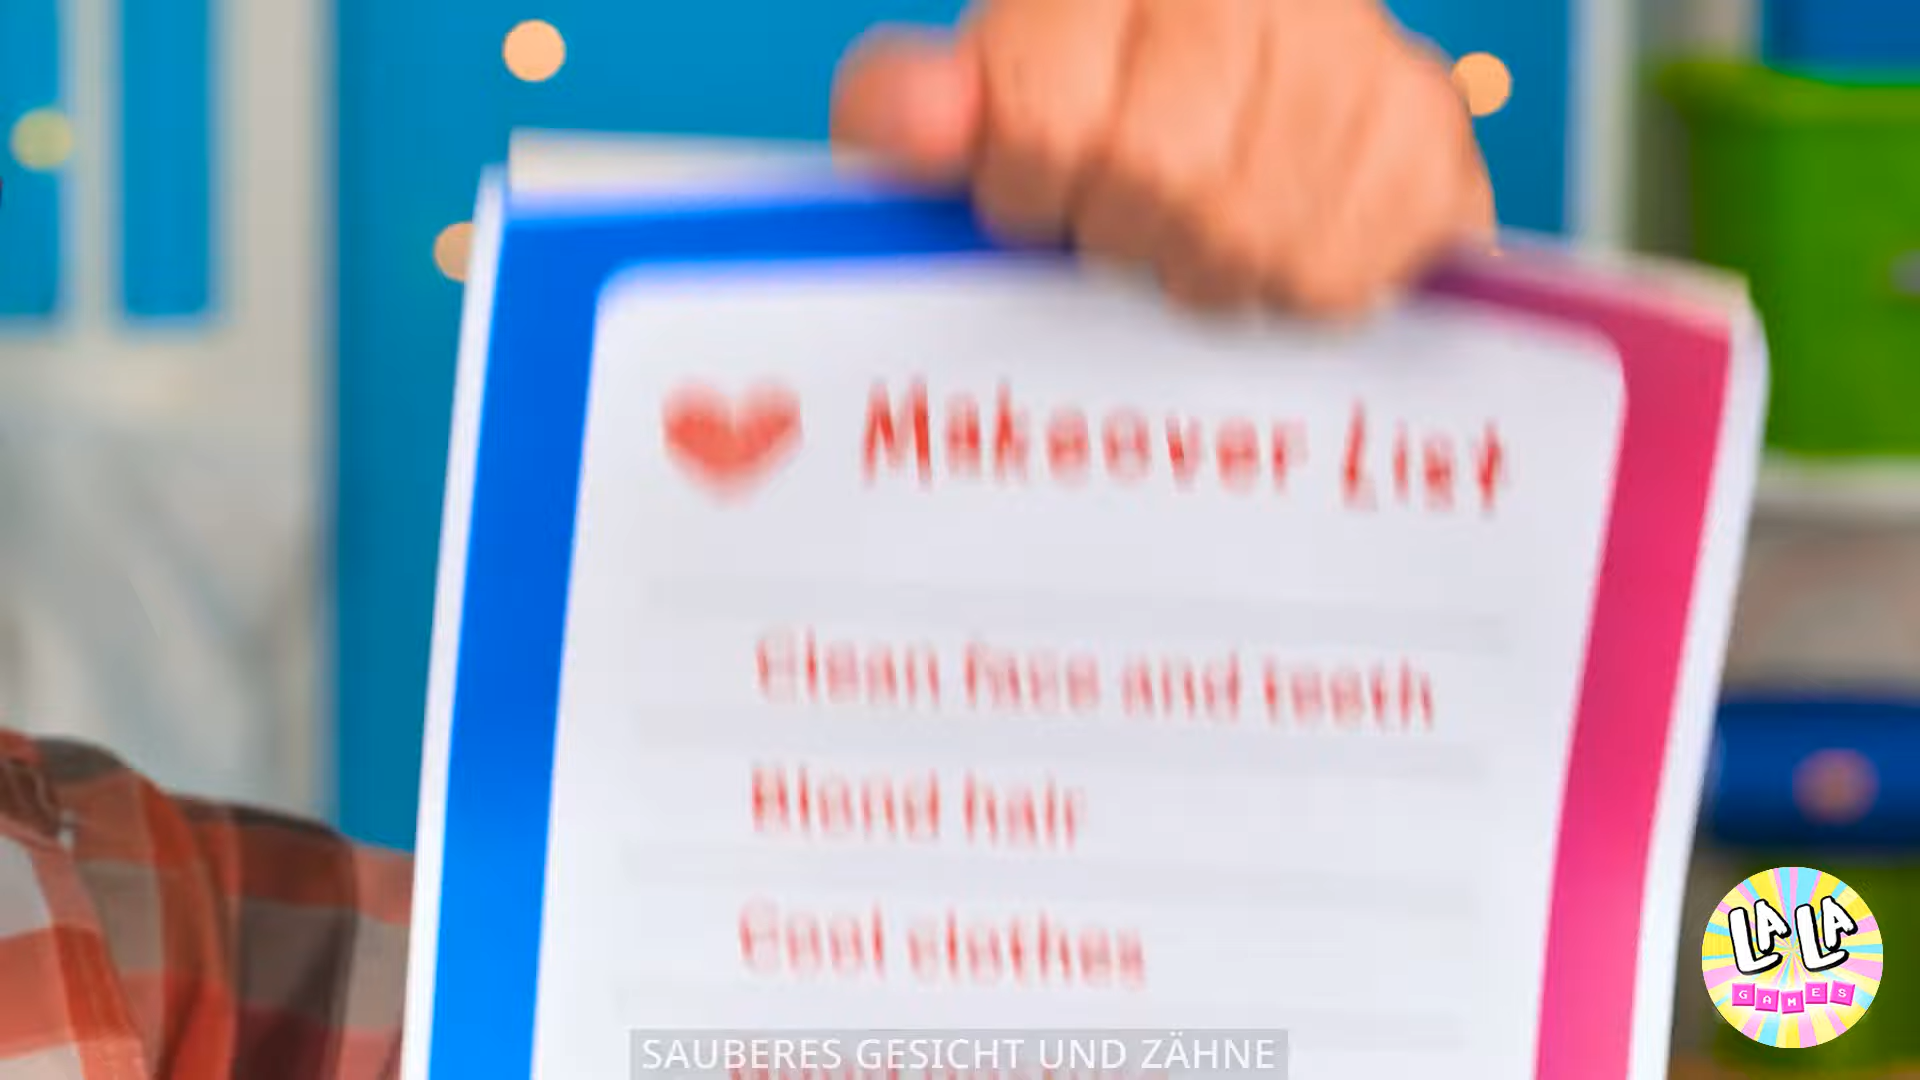 Makeover List
Clean face and teeth
Blond hair
Cool clothes
SAUBERES GESICHT UND ZÄHNE
LA LA
GAMES